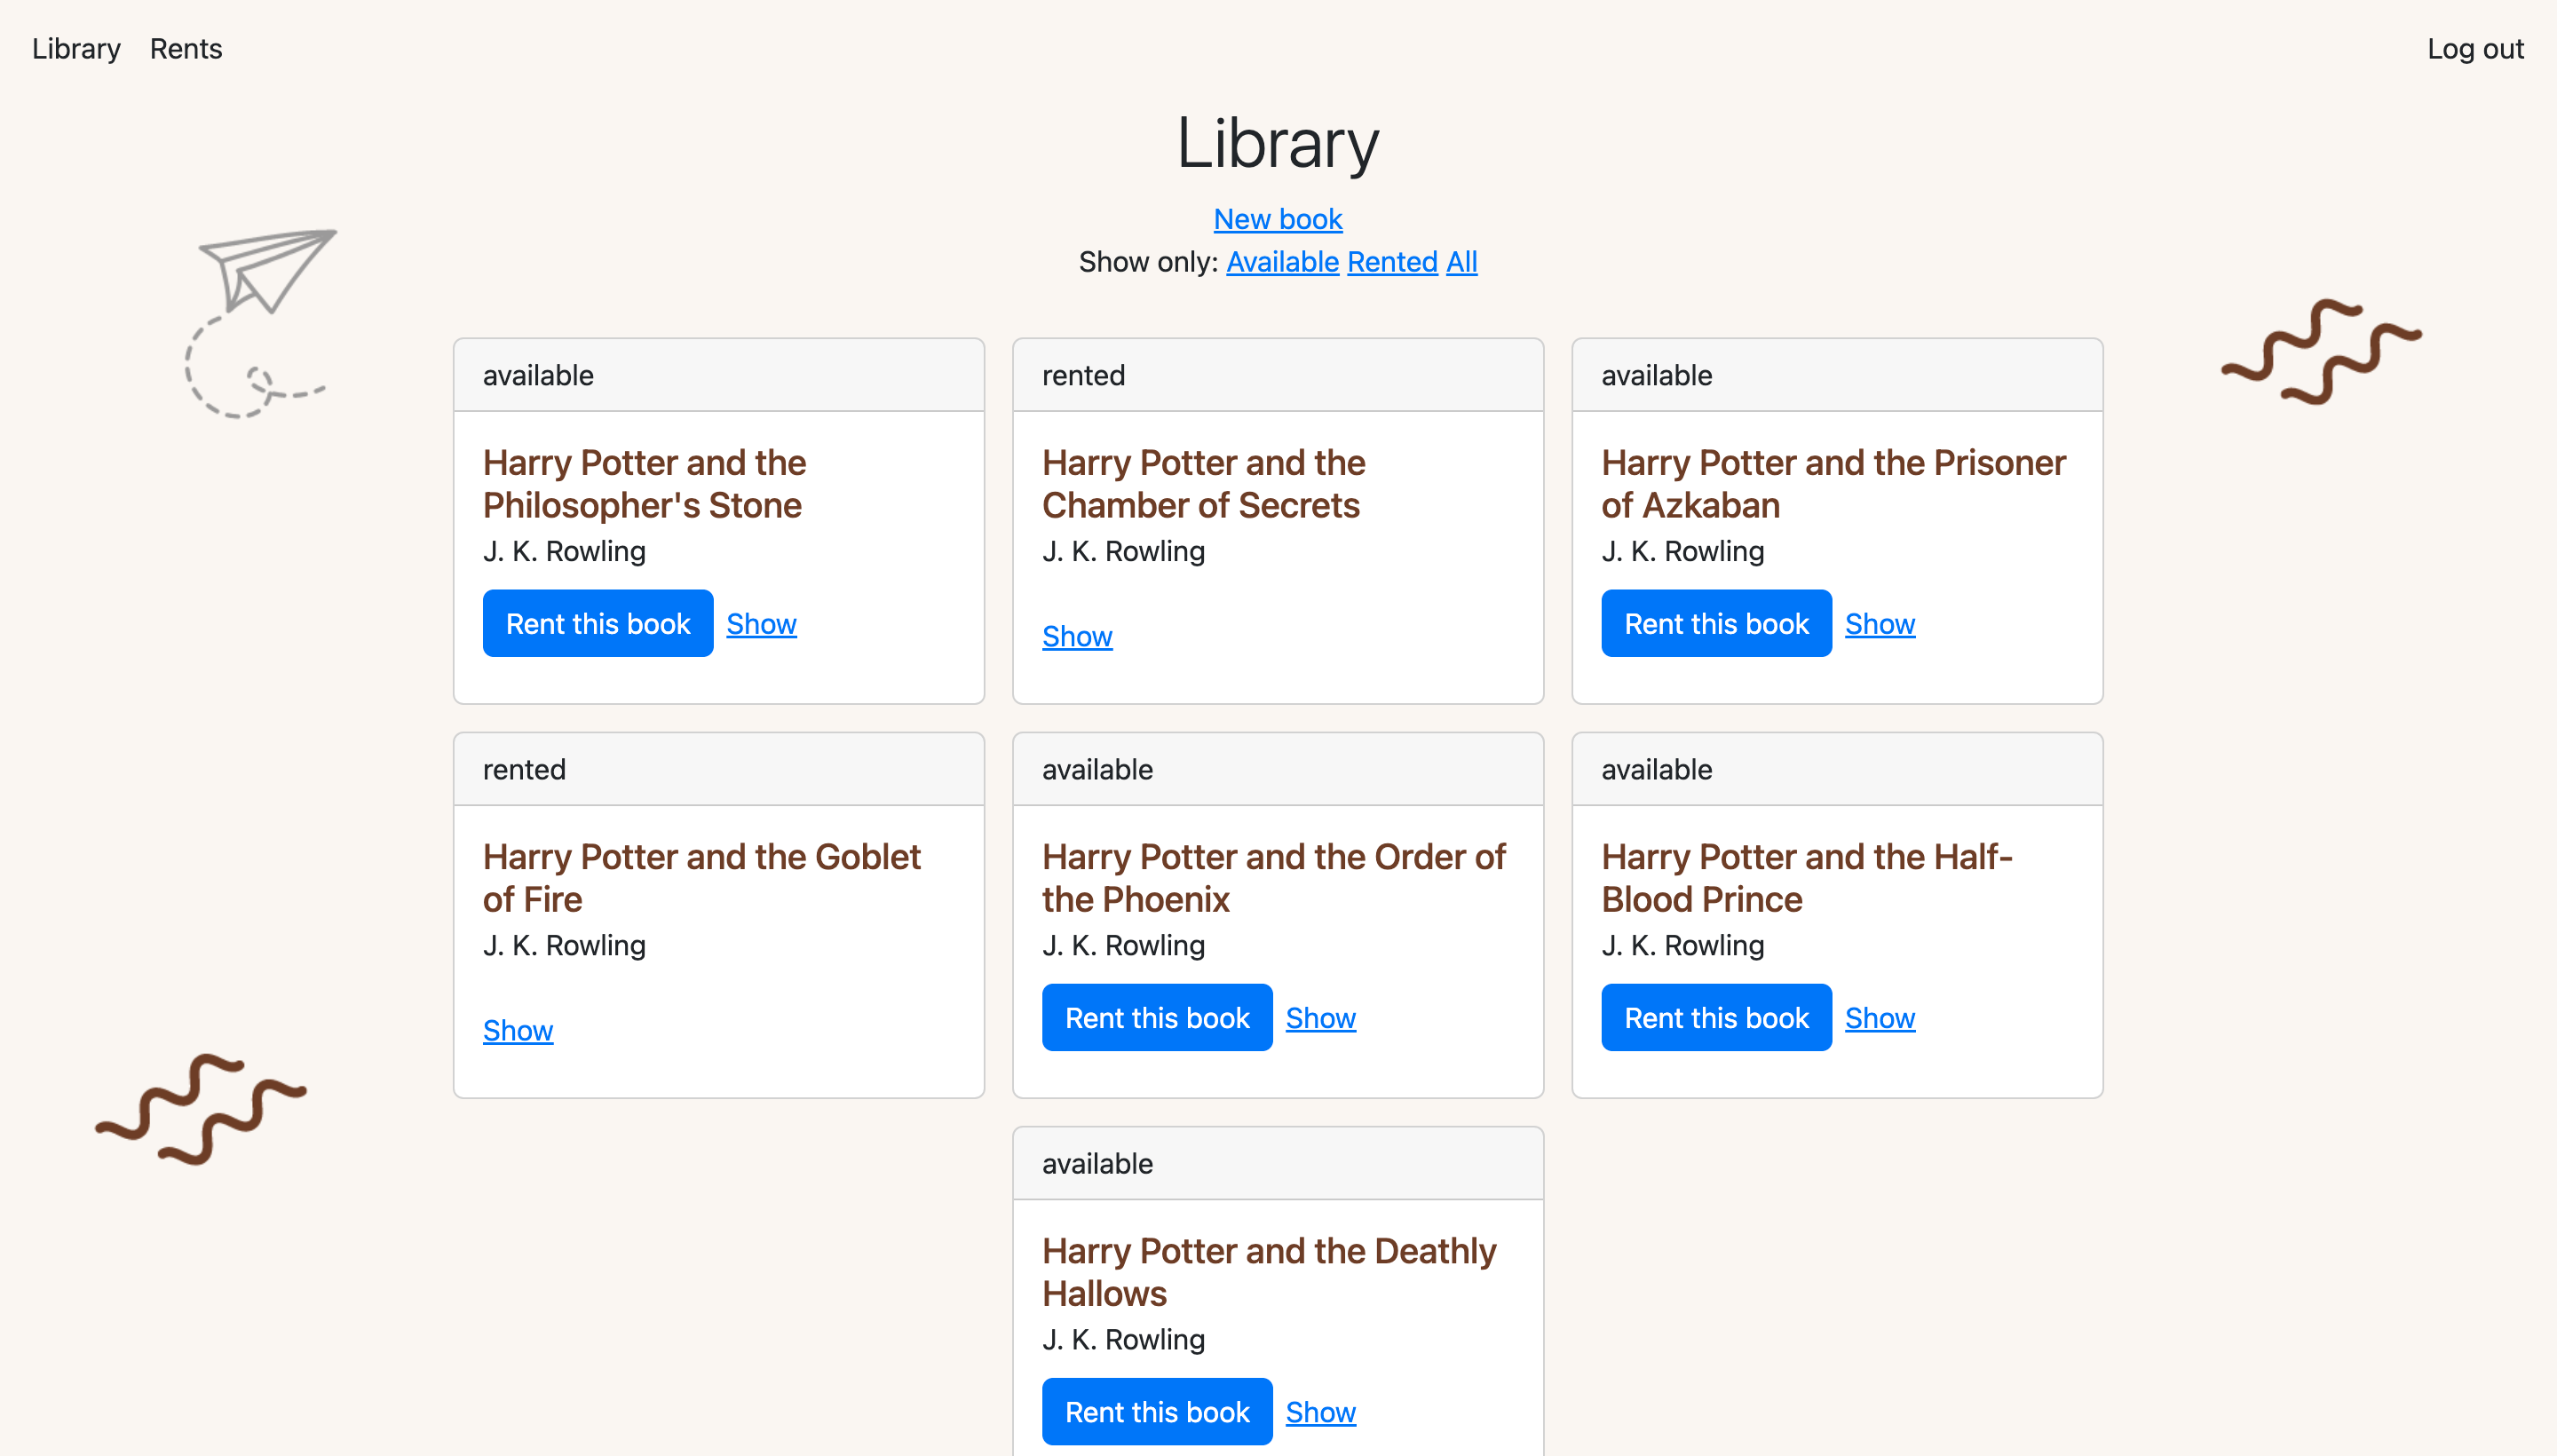 Library Rents Log out
Library
New book
Show only: Available Rented All
available
Harry Potter and the
Philosopher's Stone
J. K. Rowling
Rent this book Show
rented
Harry Potter and the
Chamber of Secrets
J. K. Rowling
Show
available
Harry Potter and the Prisoner
of Azkaban
J. K. Rowling
Rent this book Show
rented
Harry Potter and the Goblet
of Fire
J. K. Rowling
Show
available
Harry Potter and the Order of
the Phoenix
J. K. Rowling
Rent this book Show
available
Harry Potter and the Half-
Blood Prince
J. K. Rowling
Rent this book Show
available
Harry Potter and the Deathly
Hallows
J. K. Rowling
Rent this book Show